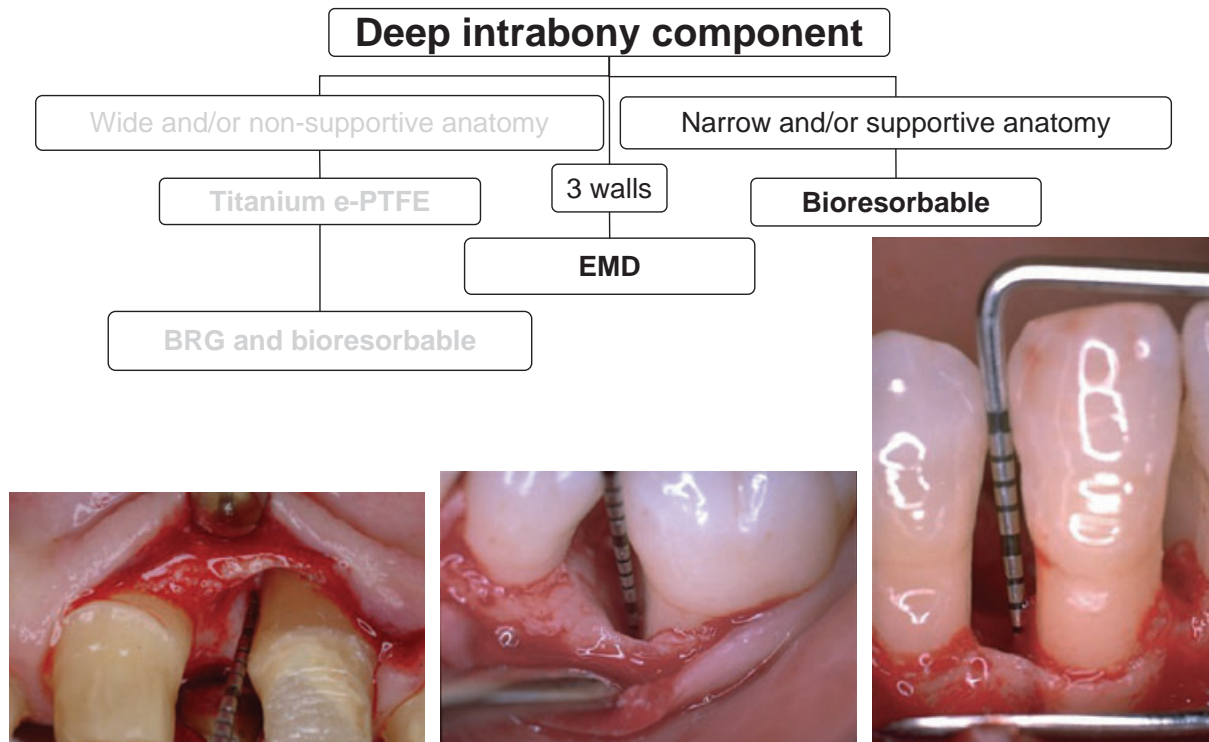 Deep intrabony component
Wide and/or non-supportive anatomy
Narrow and/or supportive anatomy
3 walls
Titanium e-PTFE
Bioresorbable
EMD
BRG and bioresorbable